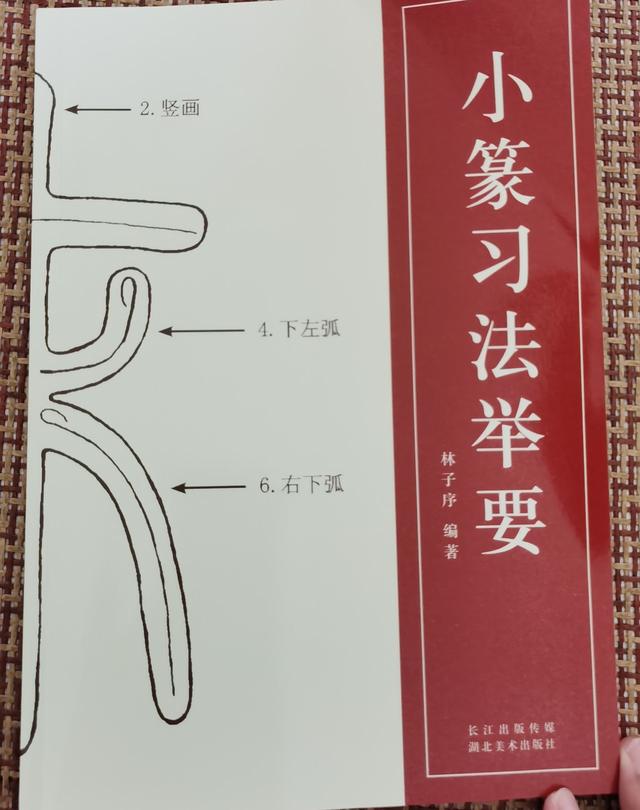 小篆习法举要
林子序 编著
2.竖画
4.下左弧
6.右下弧
长江出版传媒
湖北美术出版社